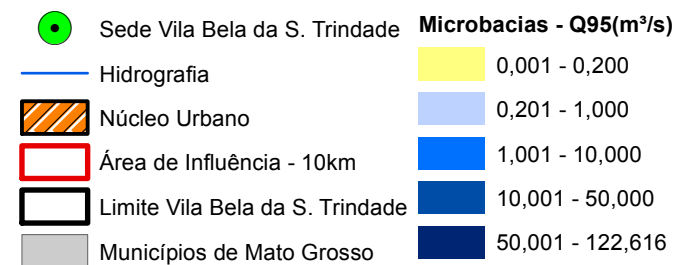 Sede Vila Bela da S. Trindade
Hidrografia
Núcleo Urbano
Área de Influência - 10km
Limite Vila Bela da S. Trindade
Municípios de Mato Grosso
Microbacias - Q95(m³/s)
0,001 - 0,200
0,201 - 1,000
1,001 - 10,000
10,001 - 50,000
50,001 - 122,616